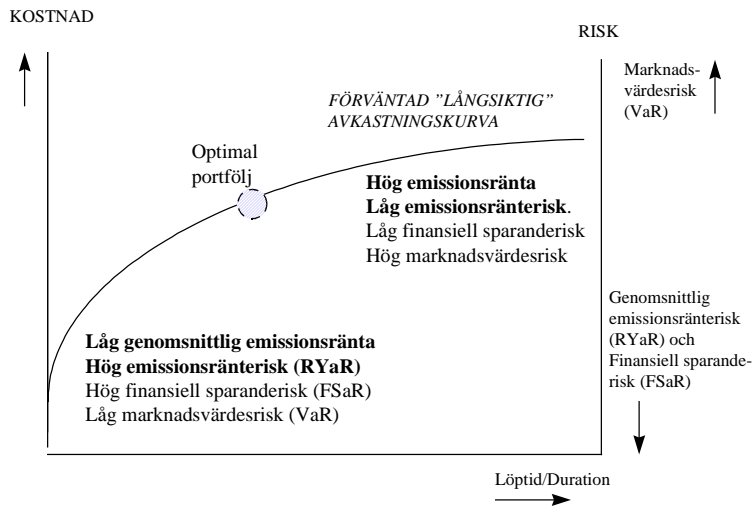 KOSTNAD
RISK
Marknads-
värdesrisk
(VaR)
FÖRVÄNTAD ”LÅNGSIKTIG”
AVKASTNINGSKURVA
Optimal
portfölj
Hög emissionsränta
Låg emissionsränterisk.
Låg finansiell sparanderisk
Hög marknadsvärdesrisk
Genomsnittlig
emissionsränterisk
(RYaR) och
Finansiell sparande-
risk (FSaR)
Låg genomsnittlig emissionsränta
Hög emissionsränterisk (RYaR)
Hög finansiell sparanderisk (FSaR)
Låg marknadsvärdesrisk (VaR)
Löptid/Duration